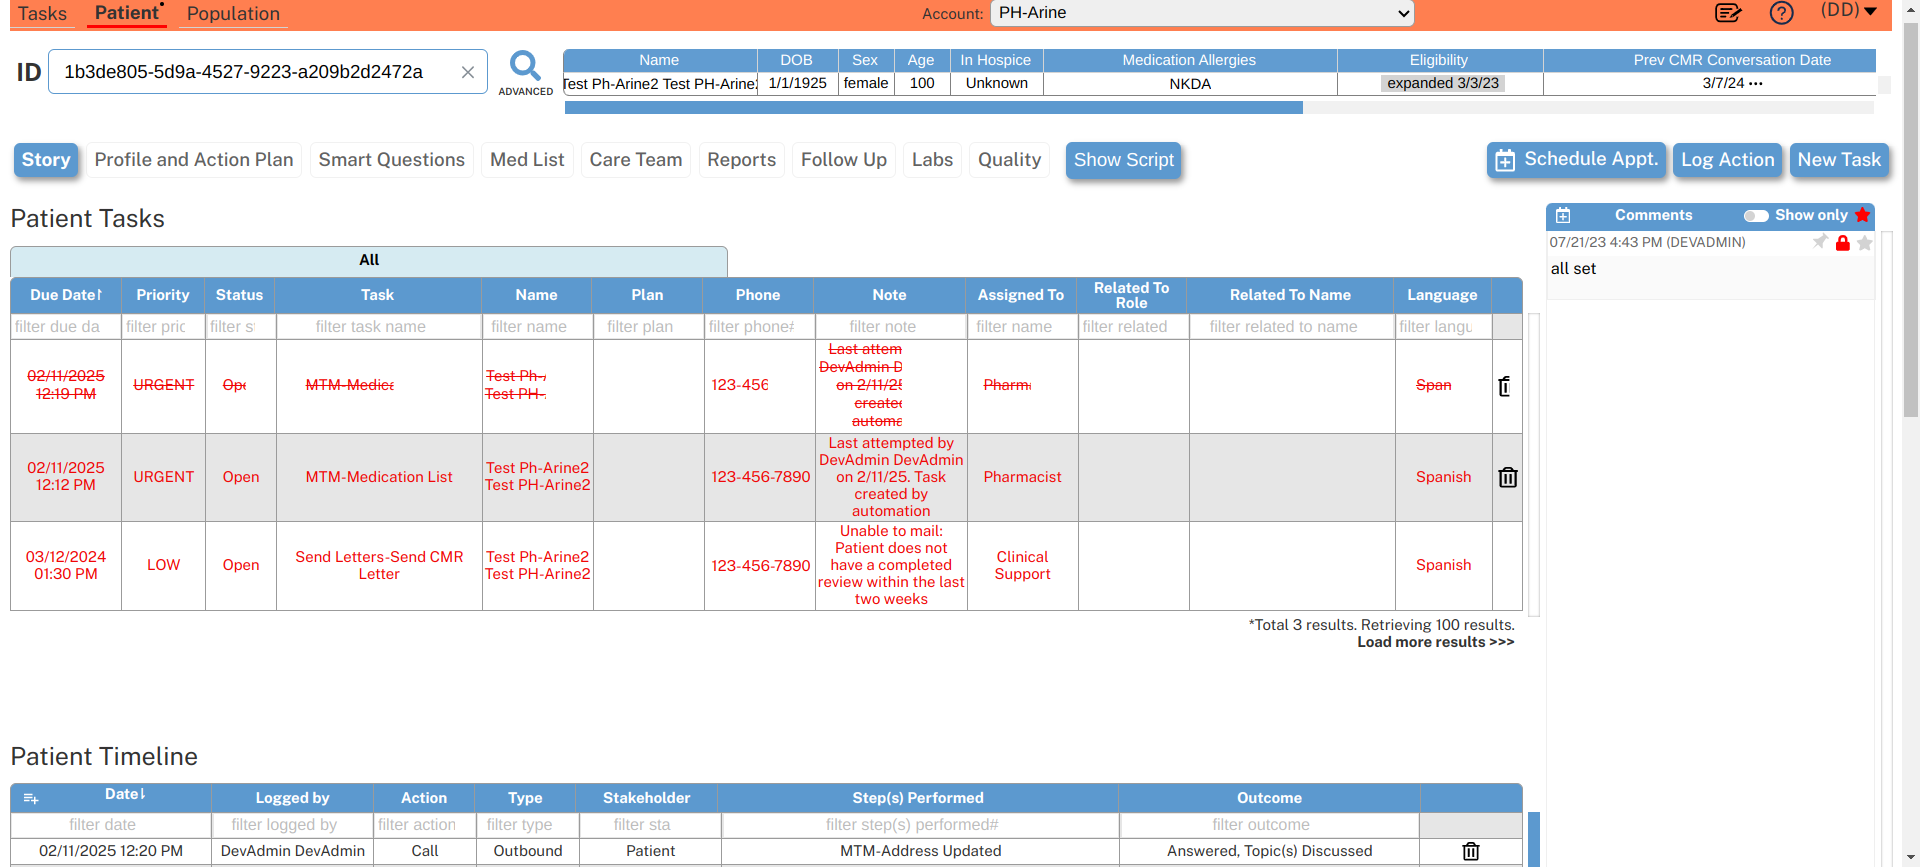 Tasks Patient Population Account: PH-Arine (DD)
ID 1b3de805-5d9a-4527-9223-a209b2d2472a ADVANCED
Name DOB Sex Age In Hospice Medication Allergies Eligibility Prev CMR Conversation Date
Test Ph-Arine2 Test PH-Arine2 1/1/1925 female 100 Unknown NKDA expanded 3/3/23 3/7/24 •••
Story Profile and Action Plan Smart Questions Med List Care Team Reports Follow Up Labs Quality Show Script Schedule Appt. Log Action New Task
Patient Tasks
All
Due Date Priority Status Task Name Plan Phone Note Assigned To Related To Role Related To Name Language
filter due da filter pric filter s filter task name filter name filter plan filter phone# filter note filter name filter related filter related to name filter langu
02/11/2025
12:19 PM
URGENT
Ope
MTM-Medica
Test Ph-
Test PH-
123-456
Last attem
DevAdmin D
on 2/11/25
created
automa
Pharm
Span
02/11/2025
12:12 PM
URGENT
Open
MTM-Medication List
Test Ph-Arine2
Test PH-Arine2
123-456-7890
Last attempted by
DevAdmin DevAdmin
on 2/11/25. Task
created by
automation
Pharmacist
Spanish
03/12/2024
01:30 PM
LOW
Open
Send Letters-Send CMR
Letter
Test Ph-Arine2
Test PH-Arine2
123-456-7890
Unable to mail:
Patient does not
have a completed
review within the last
two weeks
Clinical
Support
Spanish
*Total 3 results. Retrieving 100 results.
Load more results >>>
Comments Show only
07/21/23 4:43 PM (DEVADMIN)
all set
Patient Timeline
Date Logged by Action Type Stakeholder Step(s) Performed Outcome
filter date filter logged by filter action filter type filter sta filter step(s) performed# filter outcome
02/11/2025 12:20 PM DevAdmin DevAdmin Call Outbound Patient MTM-Address Updated Answered, Topic(s) Discussed